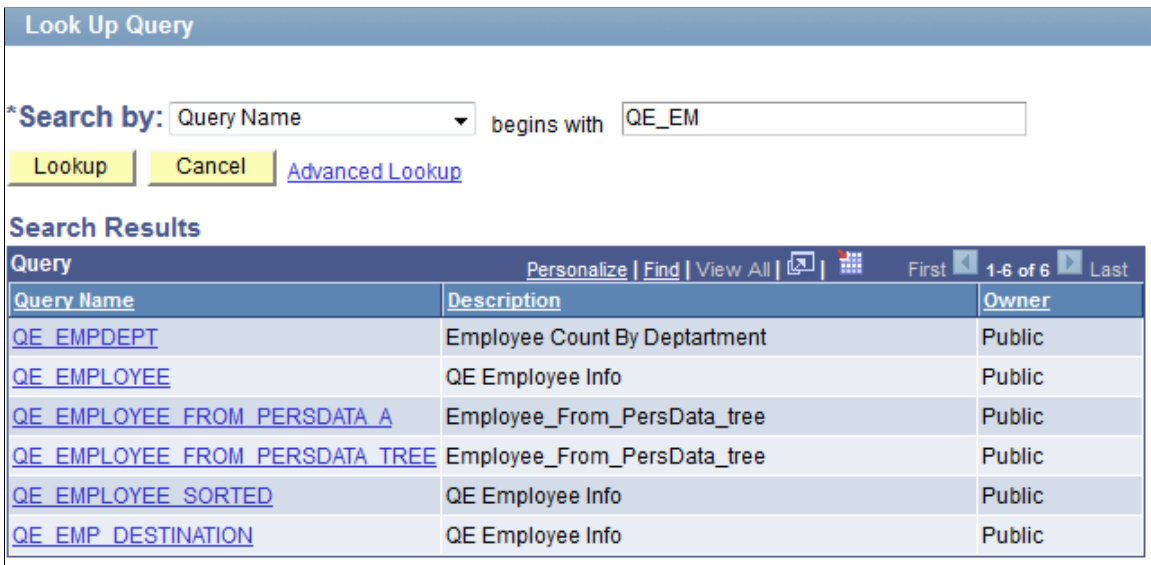 Look Up Query
*Search by: Query Name begins with QE_EM
Lookup Cancel Advanced Lookup
Search Results
Query Personalize | Find | View All | | First 1-6 of 6 Last
Query Name Description Owner
QE_EMPDEPT Employee Count By Deptartment Public
QE_EMPLOYEE QE Employee Info Public
QE_EMPLOYEE_FROM_PERSDATA_A Employee_From_PersData_tree Public
QE_EMPLOYEE_FROM_PERSDATA_TREE Employee_From_PersData_tree Public
QE_EMPLOYEE_SORTED QE Employee Info Public
QE_EMP_DESTINATION QE Employee Info Public